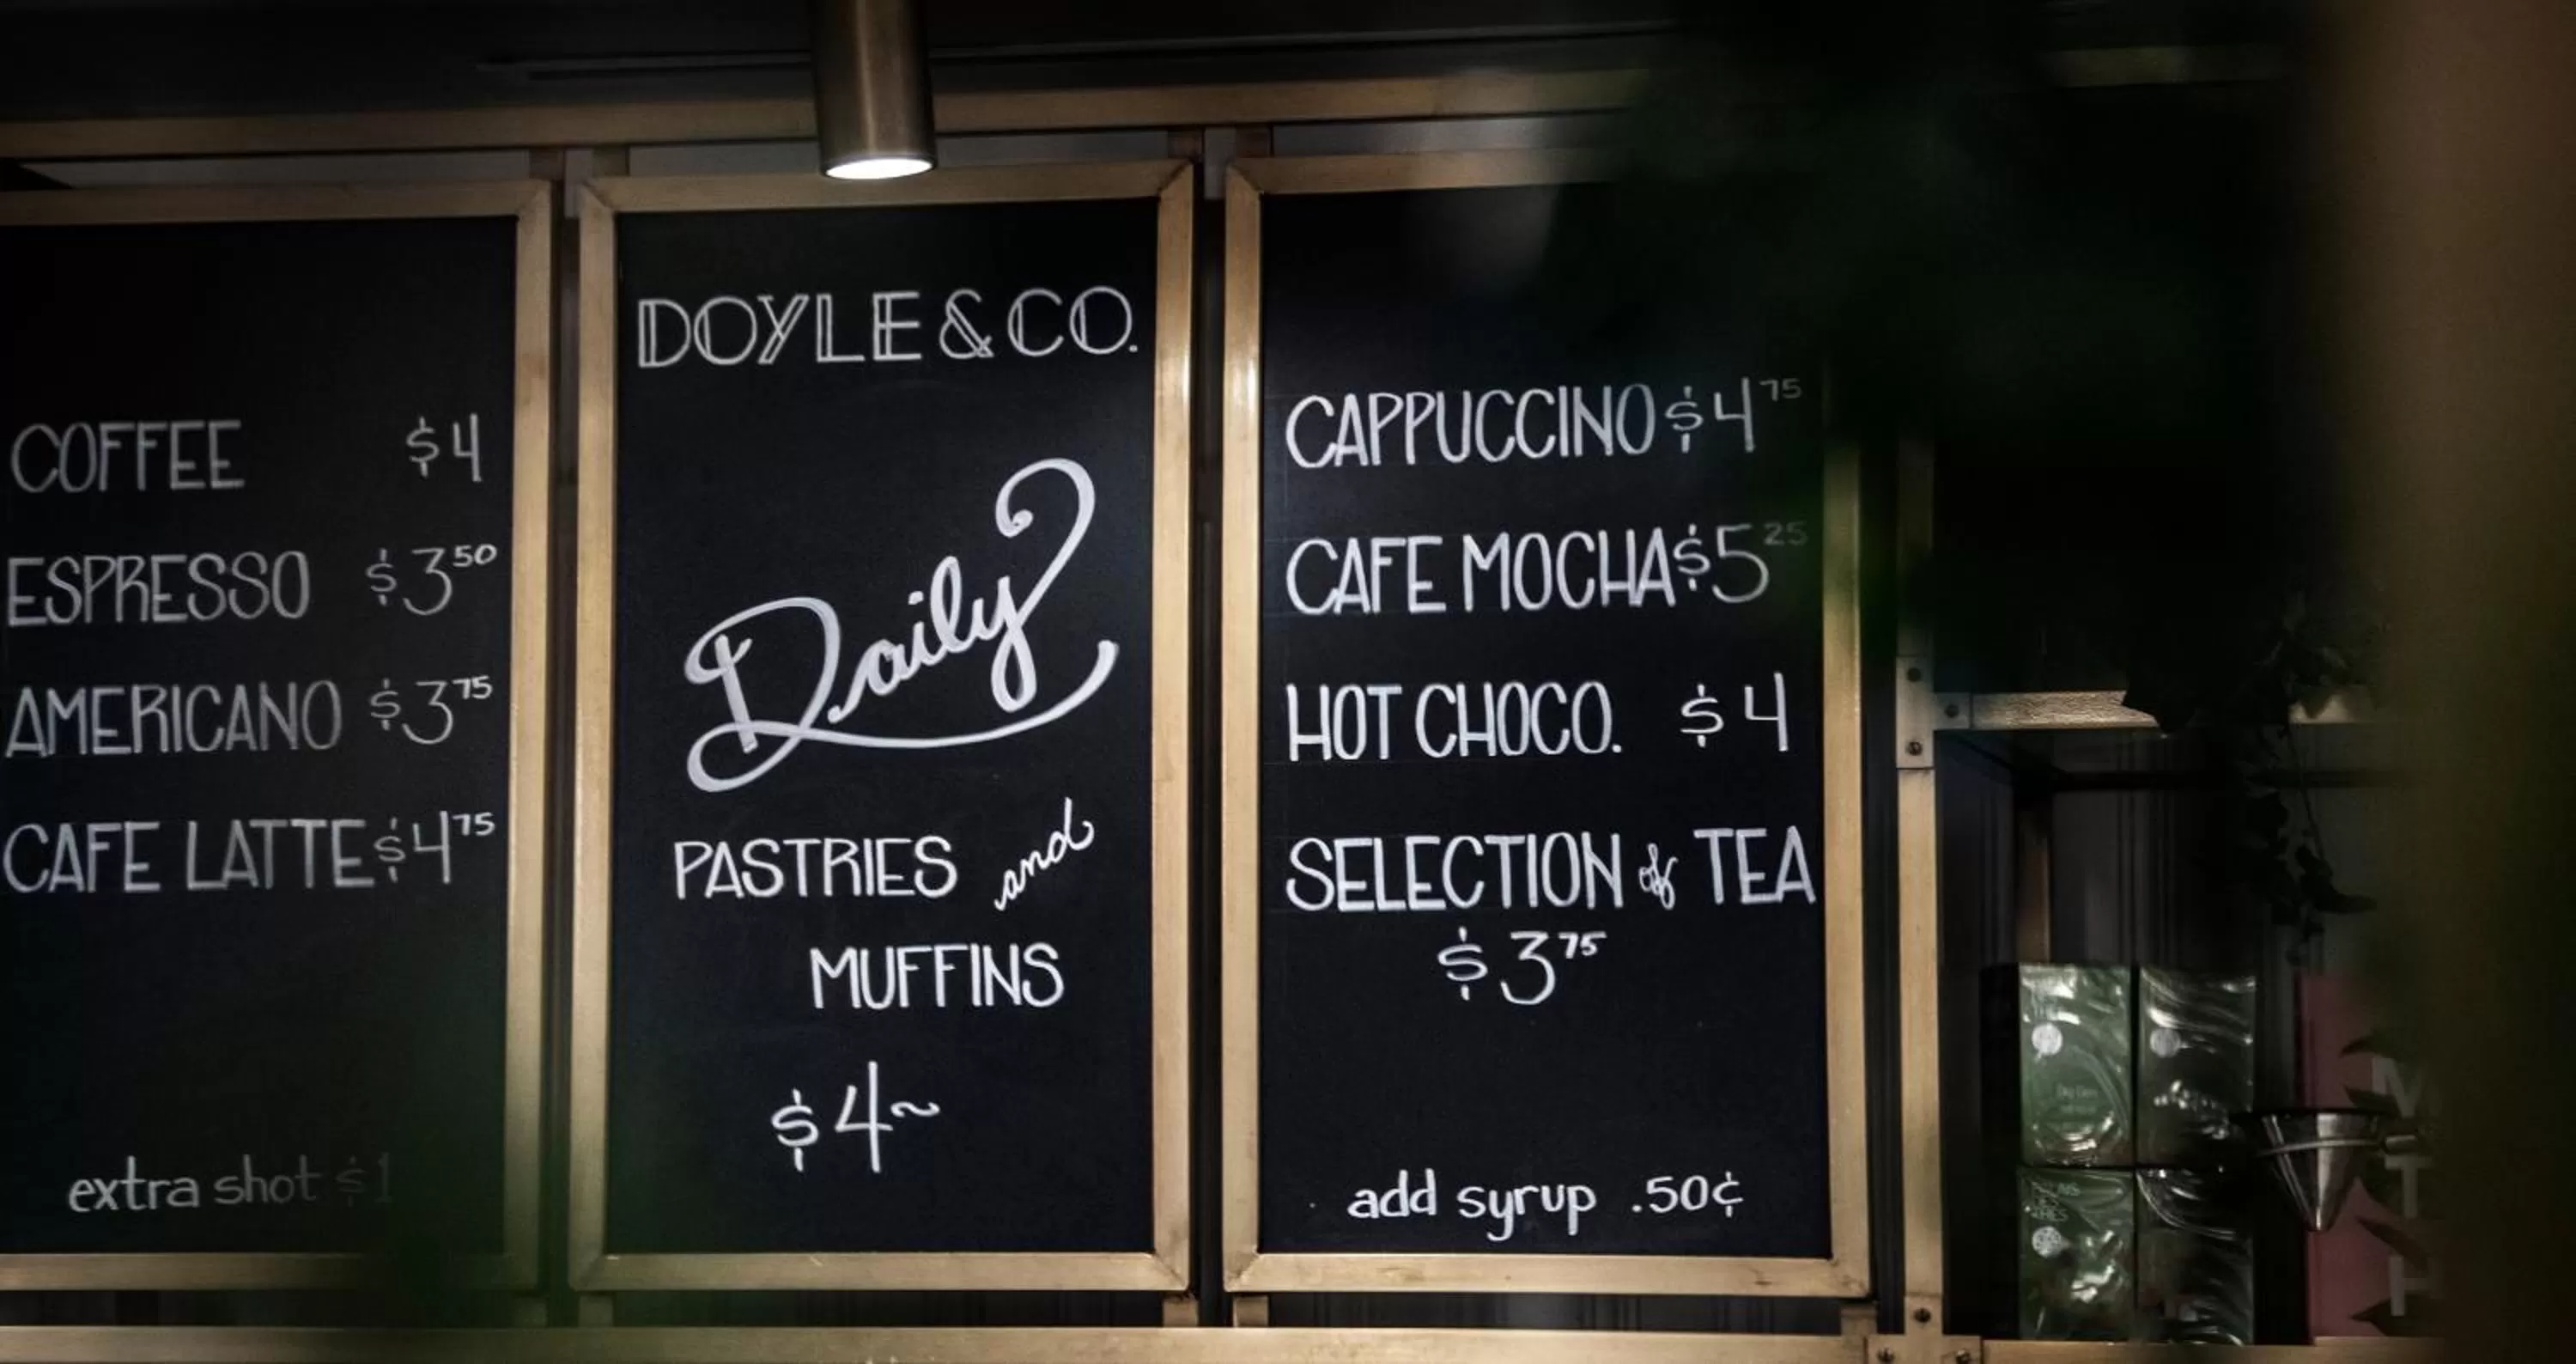 COFFEE $4
ESPRESSO $3 50
AMERICANO $3 75
CAFE LATTE $4 75
extra shot $1
DOYLE & CO.
Daily
PASTRIES and
MUFFINS
$4~
CAPPUCCINO $4 75
CAFE MOCHA $5 25
HOT CHOCO. $4
SELECTION of TEA
$3 75
add syrup .50¢